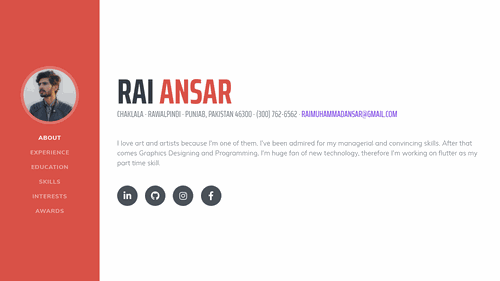 ABOUT
EXPERIENCE
EDUCATION
SKILLS
INTERESTS
AWARDS
RAI ANSAR
CHAKLALA · RAWALPINDI · PUNJAB, PAKISTAN 46300 · (300) 762-6562 · RAIMUHAMMADANSAR@GMAIL.COM
I love art and artists because I'm one of them. I've been admired for my managerial and convincing skills. After that
comes Graphics Designing and Programming, I'm huge fan of new technology, therefore I'm working on flutter as my
part time skill.